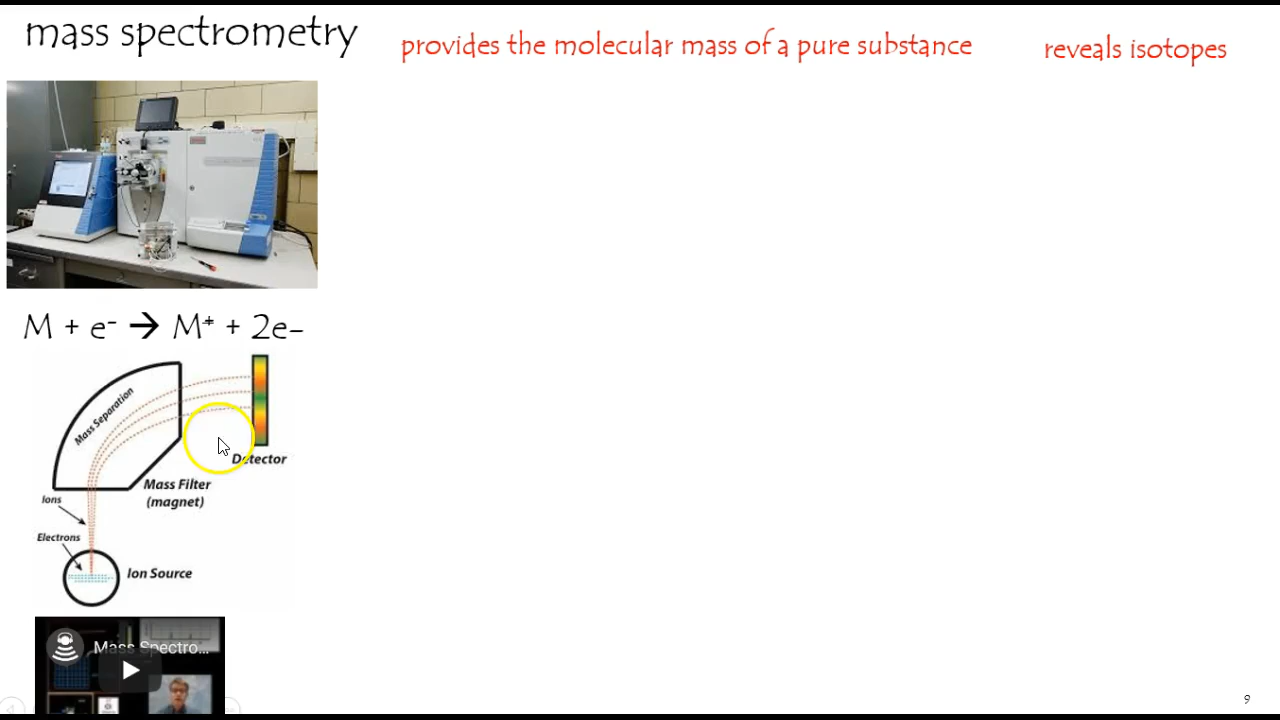 mass spectrometry
provides the molecular mass of a pure substance
reveals isotopes
M + e⁻ → M⁺ + 2e-
Mass Separation
Detector
Mass Filter
(magnet)
Ions
Electrons
Ion Source
Mass Spectro...
9